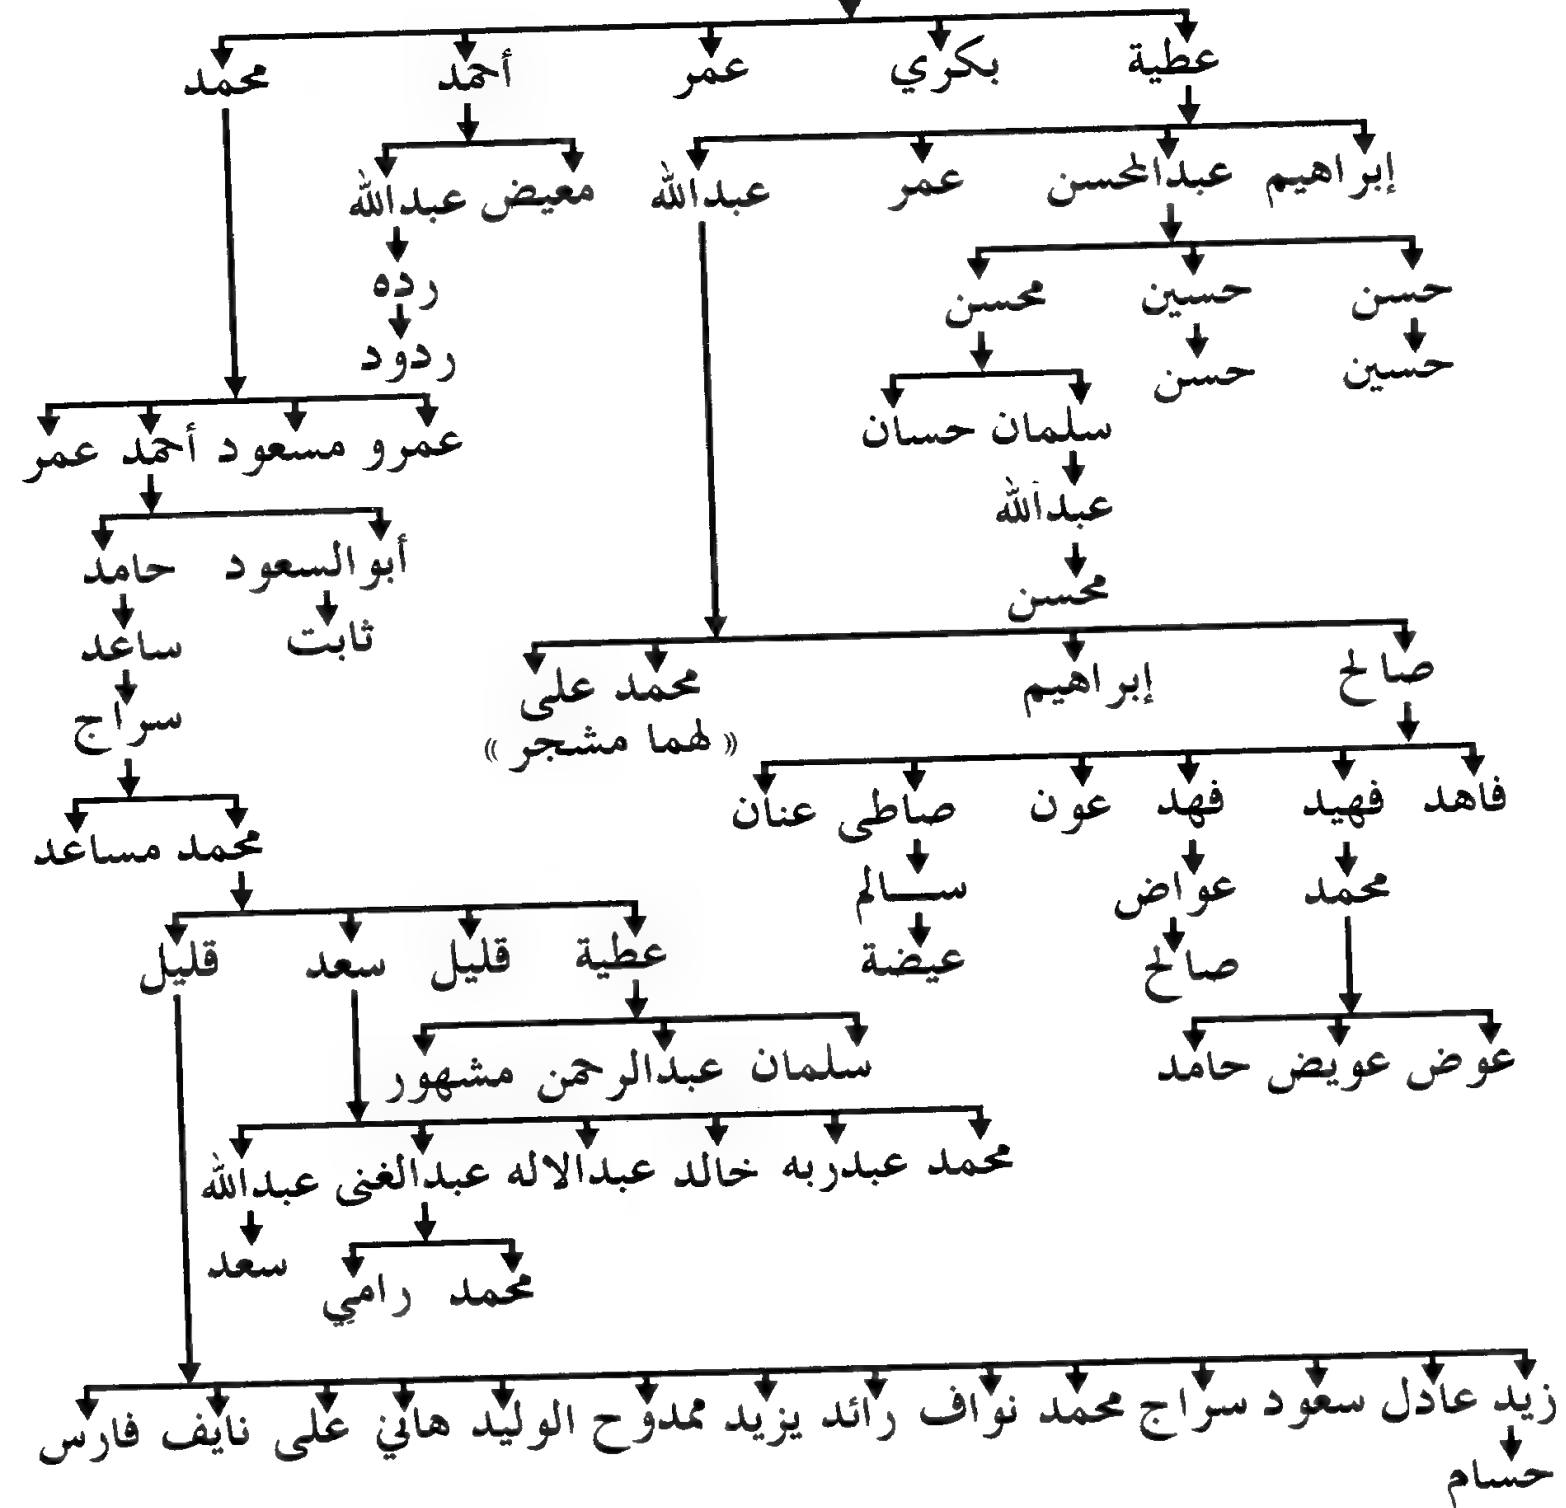 عطية بكري عمر أحمد محمد
إبراهيم عبدالمحسن عمر عبدالله معيض عبدالله
حسن حسين محسن رده
حسين حسن ردود
سلمان حسان عمرو مسعود أحمد عمر
عبدالله أبوالسعود حامد
محسن ثابت ساعد
صالح إبراهيم محمد على سراج
« لهما مشجر »
فاهد فهيد فهد عون صاطى عنان محمد مساعد
محمد عواض سالم
صالح عيضة عطية قليل سعد قليل
عوض عويض حامد سلمان عبدالرحمن مشهور
محمد عبدربه خالد عبدالاله عبدالغنى عبدالله
محمد رامي سعد
زيد عادل سعود سراج محمد نواف رائد يزيد ممدوح الوليد هاني على نايف فارس
حسام